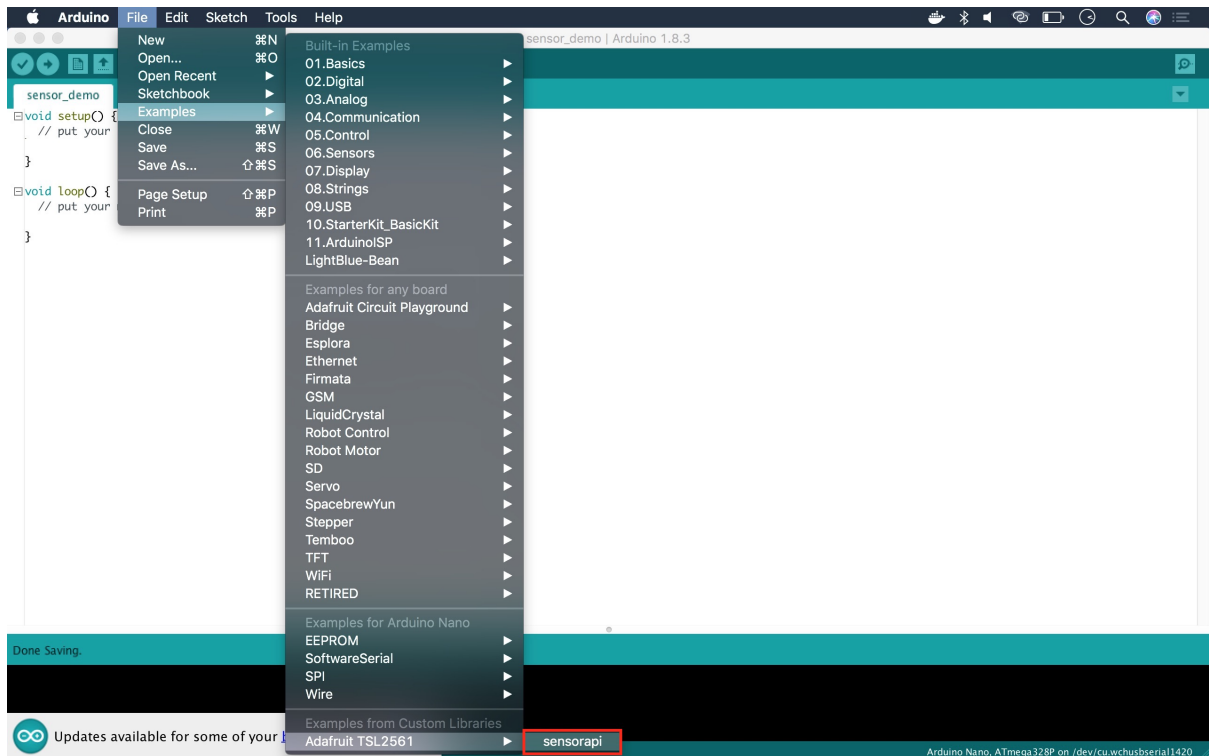 Arduino File Edit Sketch Tools Help
sensor_demo | Arduino 1.8.3
New ⌘N
Open... ⌘O
Open Recent ▶
Sketchbook ▶
Examples ▶
Close ⌘W
Save ⌘S
Save As... ⇧⌘S
Page Setup ⇧⌘P
Print ⌘P
sensor_demo
void setup() {
// put your
}
void loop() {
// put your
}
Built-in Examples
01.Basics ▶
02.Digital ▶
03.Analog ▶
04.Communication ▶
05.Control ▶
06.Sensors ▶
07.Display ▶
08.Strings ▶
09.USB ▶
10.StarterKit_BasicKit ▶
11.ArduinoISP ▶
LightBlue-Bean ▶
Examples for any board
Adafruit Circuit Playground ▶
Bridge ▶
Esplora ▶
Ethernet ▶
Firmata ▶
GSM ▶
LiquidCrystal ▶
Robot Control ▶
Robot Motor ▶
SD ▶
Servo ▶
SpacebrewYun ▶
Stepper ▶
Temboo ▶
TFT ▶
WiFi ▶
RETIRED ▶
Examples for Arduino Nano
EEPROM ▶
SoftwareSerial ▶
SPI ▶
Wire ▶
Examples from Custom Libraries
Adafruit TSL2561 ▶
sensorapi
Done Saving.
Updates available for some of your
Arduino Nano, ATmega328P on /dev/cu.wchusbserial1420